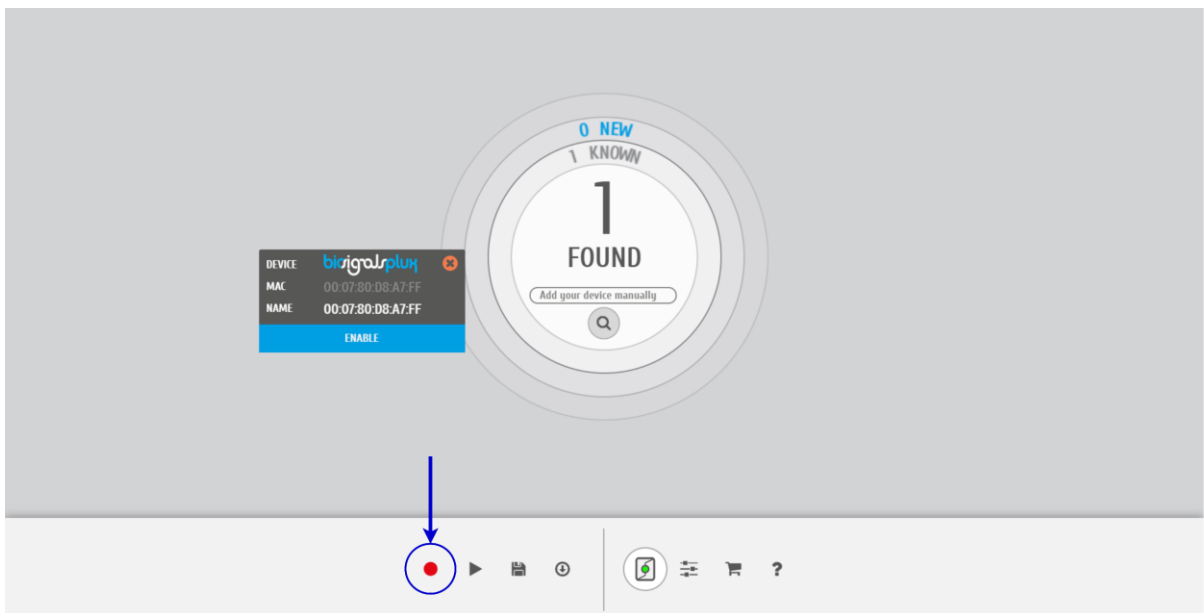 0 NEW
1 KNOWN
1
FOUND
Add your device manually
DEVICE biosignalsplux
MAC 00:07:80:D8:A7:FF
NAME 00:07:80:D8:A7:FF
ENABLE
?